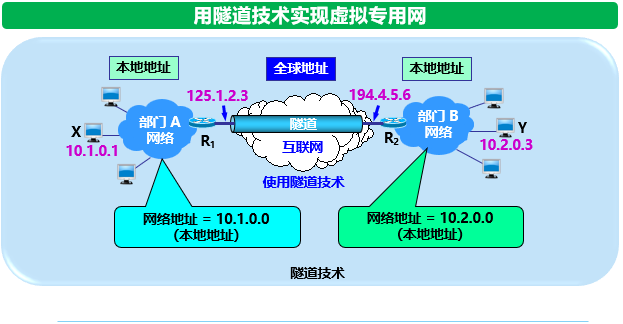 用隧道技术实现虚拟专用网
本地地址
全球地址
本地地址
125.1.2.3
194.4.5.6
部门 A
网络
X
10.1.0.1
R1
隧道
互联网
使用隧道技术
R2
部门 B
网络
Y
10.2.0.3
网络地址 = 10.1.0.0
（本地地址）
网络地址 = 10.2.0.0
（本地地址）
隧道技术